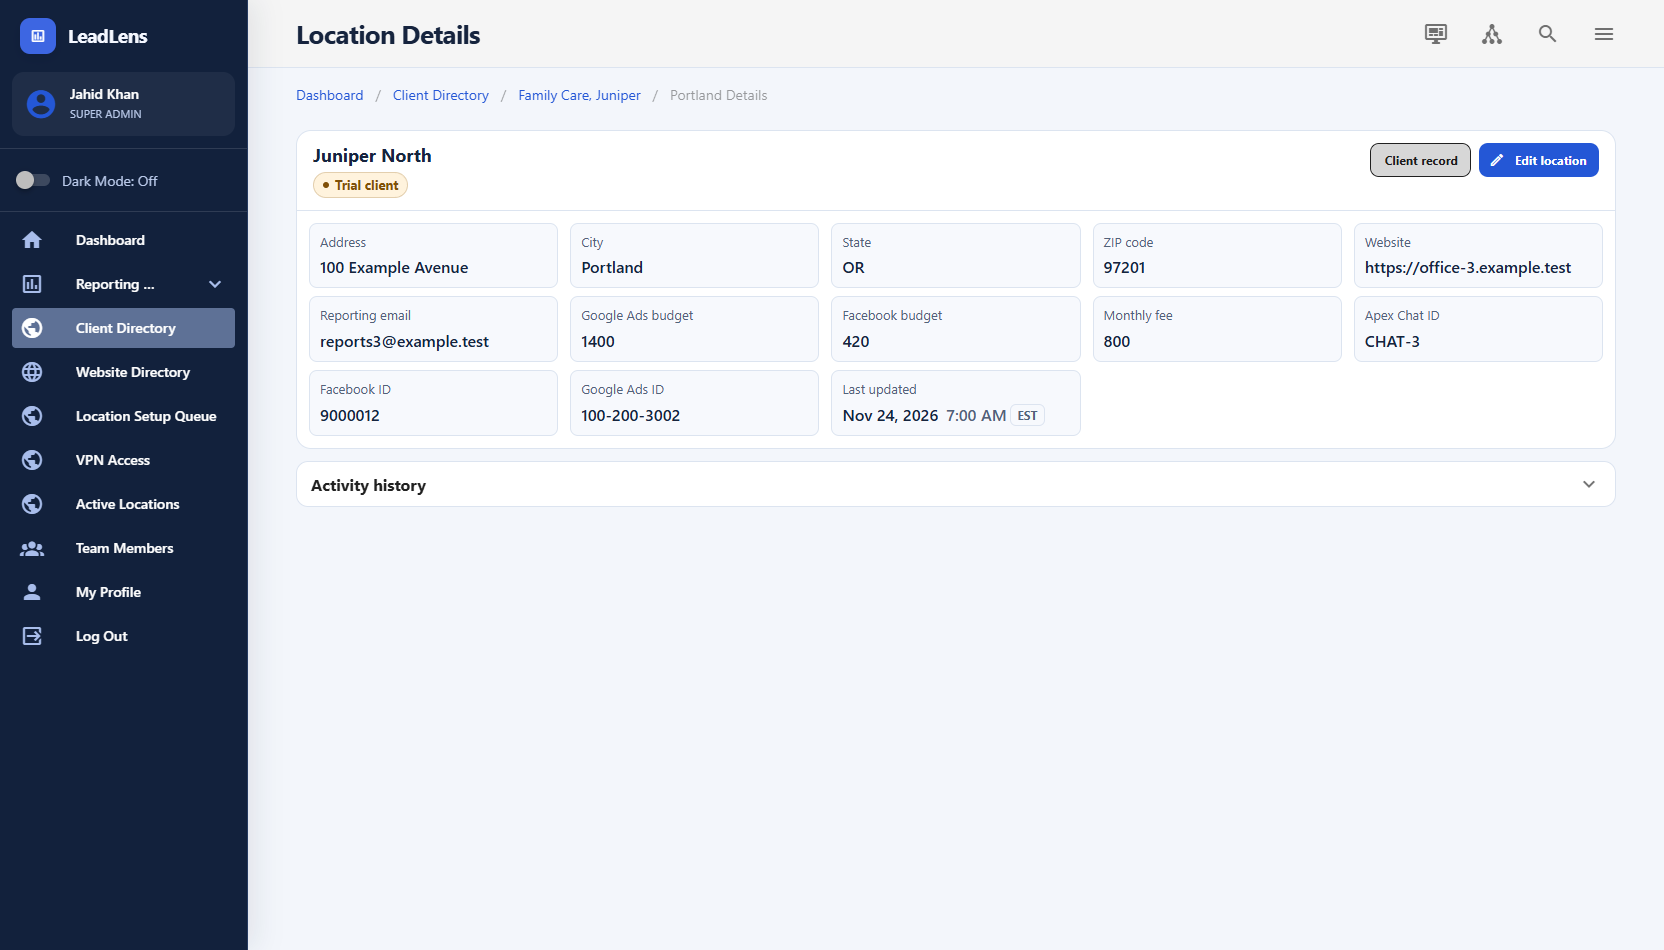 LeadLens
Jahid Khan
SUPER ADMIN
Dark Mode: Off
Dashboard
Reporting ...
Client Directory
Website Directory
Location Setup Queue
VPN Access
Active Locations
Team Members
My Profile
Log Out
Location Details
Dashboard / Client Directory / Family Care, Juniper / Portland Details
Juniper North
Trial client
Client record
Edit location
Address
100 Example Avenue
City
Portland
State
OR
ZIP code
97201
Website
https://office-3.example.test
Reporting email
reports3@example.test
Google Ads budget
1400
Facebook budget
420
Monthly fee
800
Apex Chat ID
CHAT-3
Facebook ID
9000012
Google Ads ID
100-200-3002
Last updated
Nov 24, 2026 7:00 AM EST
Activity history